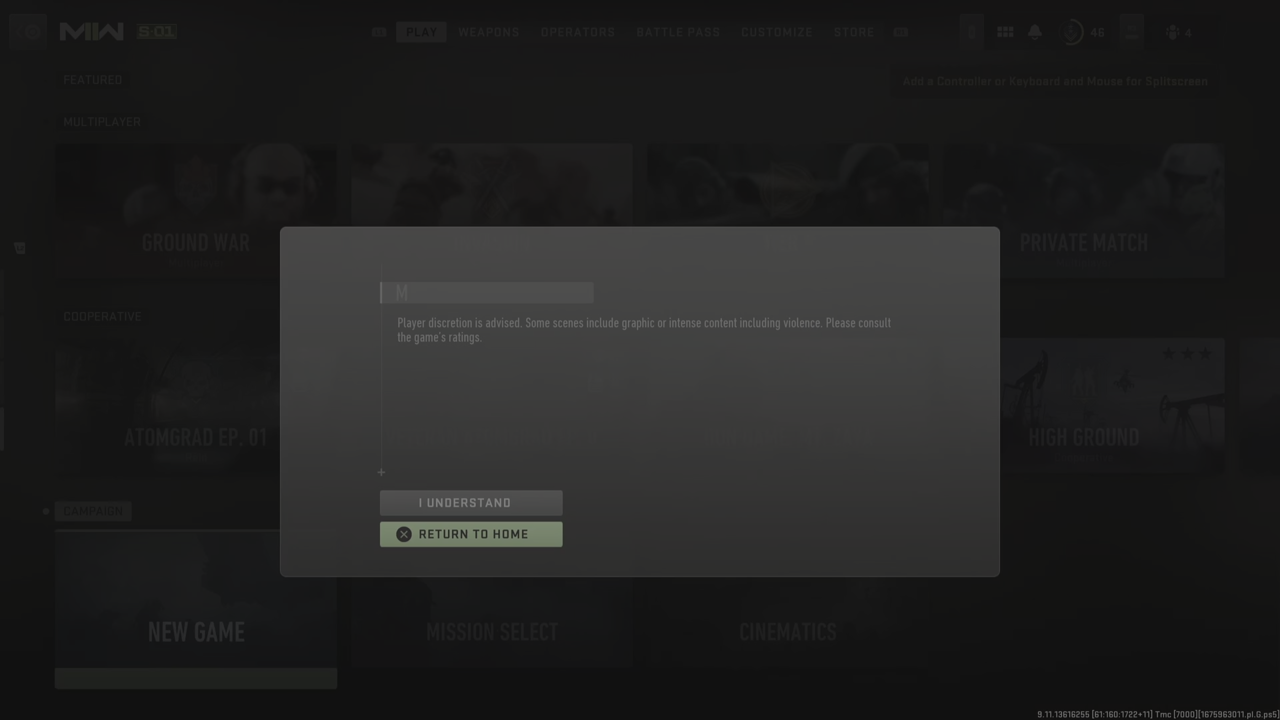 MW S·01
PLAY WEAPONS OPERATORS BATTLE PASS CUSTOMIZE STORE 46 4
FEATURED
Add a Controller or Keyboard and Mouse for Splitscreen
MULTIPLAYER
GROUND WAR
PRIVATE MATCH
M
Player discretion is advised. Some scenes include graphic or intense content including violence. Please consult
the game's ratings.
COOPERATIVE
ATOMGRAD EP. 01
HIGH GROUND
I UNDERSTAND
RETURN TO HOME
CAMPAIGN
NEW GAME
MISSION SELECT
CINEMATICS
9.11.13616255 [61:160:1722+11] Tmc [7000][1675963011.pl.G.ps5]